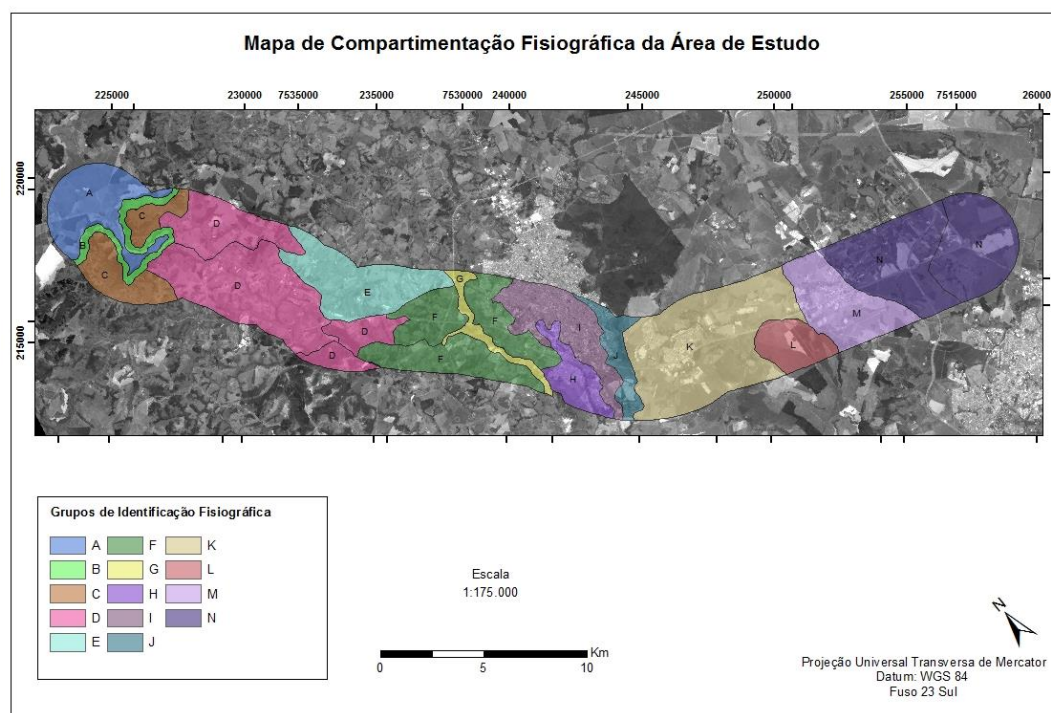 Mapa de Compartimentação Fisiográfica da Área de Estudo
225000 230000 7535000 235000 7530000 240000 245000 250000 255000 7515000 26000
220000
215000
A
C
B
C
D
D
D
D
E
G
F
F
F
I
H
J
K
L
M
N
N
Grupos de Identificação Fisiográfica
A F K
B G L
C H M
D I N
E J
Escala
1:175.000
Km
0 5 10
N
Projeção Universal Transversa de Mercator
Datum: WGS 84
Fuso 23 Sul